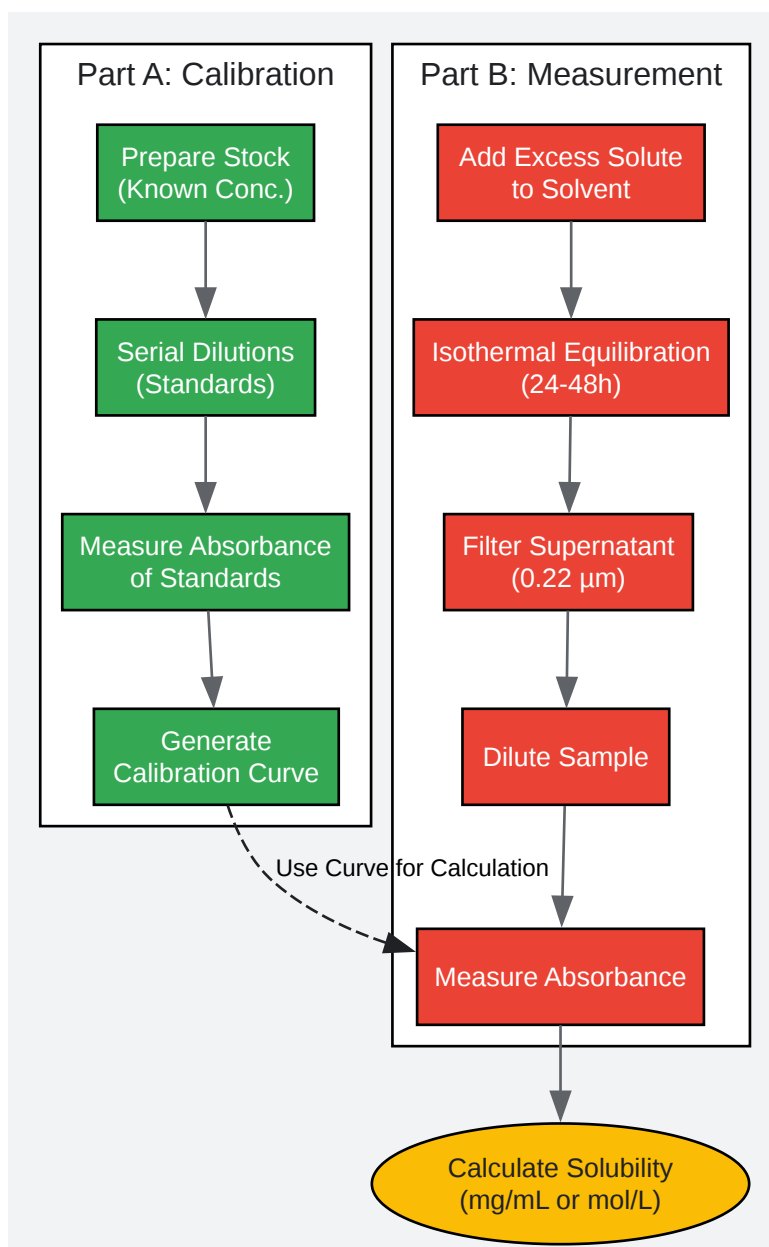 Part A: Calibration
Prepare Stock
(Known Conc.)
Serial Dilutions
(Standards)
Measure Absorbance
of Standards
Generate
Calibration Curve
Use Curve for Calculation
Part B: Measurement
Add Excess Solute
to Solvent
Isothermal Equilibration
(24-48h)
Filter Supernatant
(0.22 µm)
Dilute Sample
Measure Absorbance
Calculate Solubility
(mg/mL or mol/L)